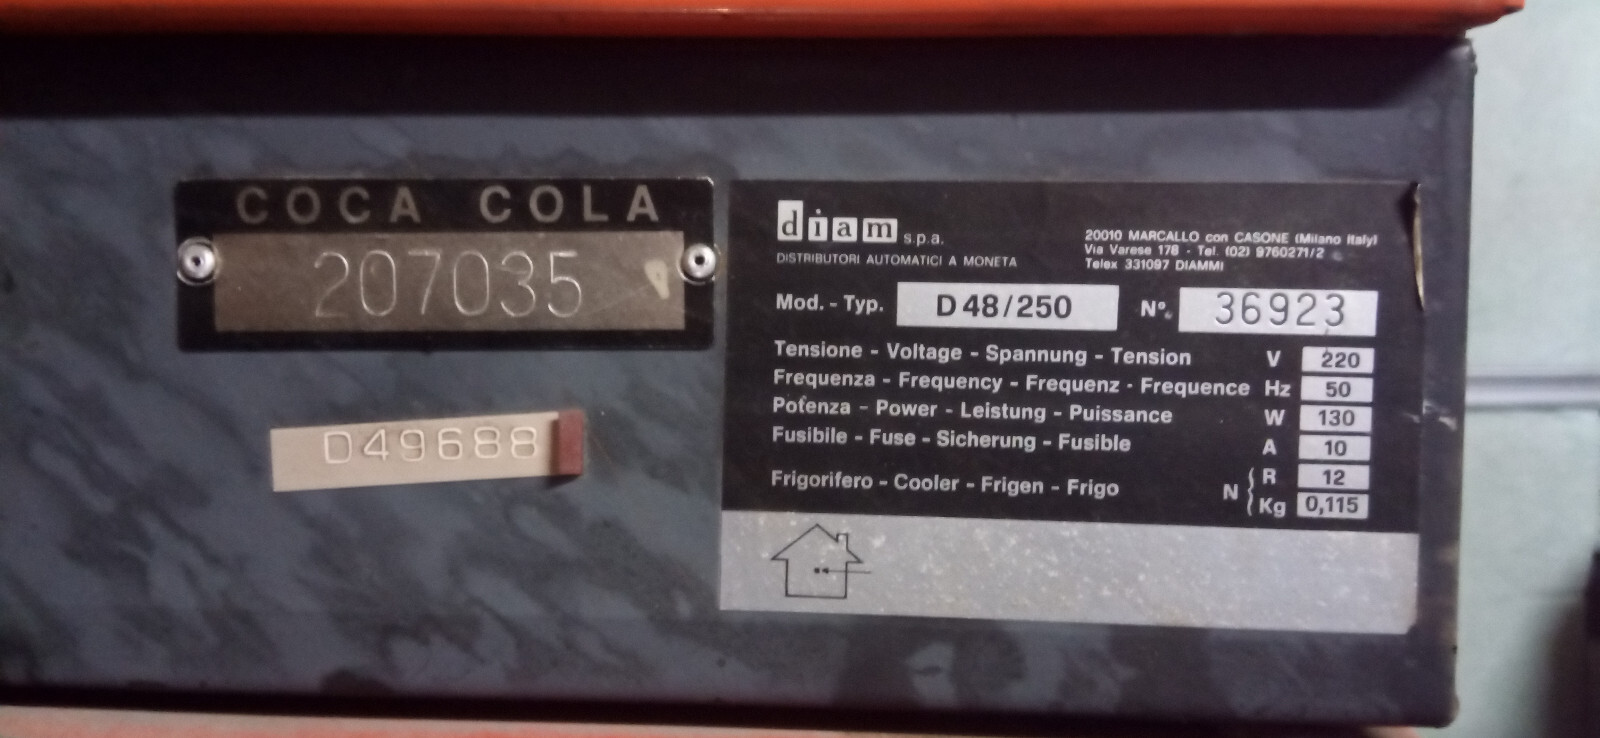 COCA COLA
207035
D49688
diam s.p.a.
DISTRIBUTORI AUTOMATICI A MONETA
20010 MARCALLO con CASONE (Milano Italy)
Via Varese 178 - Tel. (02) 9760271/2
Telex 331097 DIAMMI
Mod. - Typ. D 48/250 N°. 36923
Tensione - Voltage - Spannung - Tension V 220
Frequenza - Frequency - Frequenz - Frequence Hz 50
Potenza - Power - Leistung - Puissance W 130
Fusibile - Fuse - Sicherung - Fusible A 10
Frigorifero - Cooler - Frigen - Frigo N { R 12
Kg 0,115